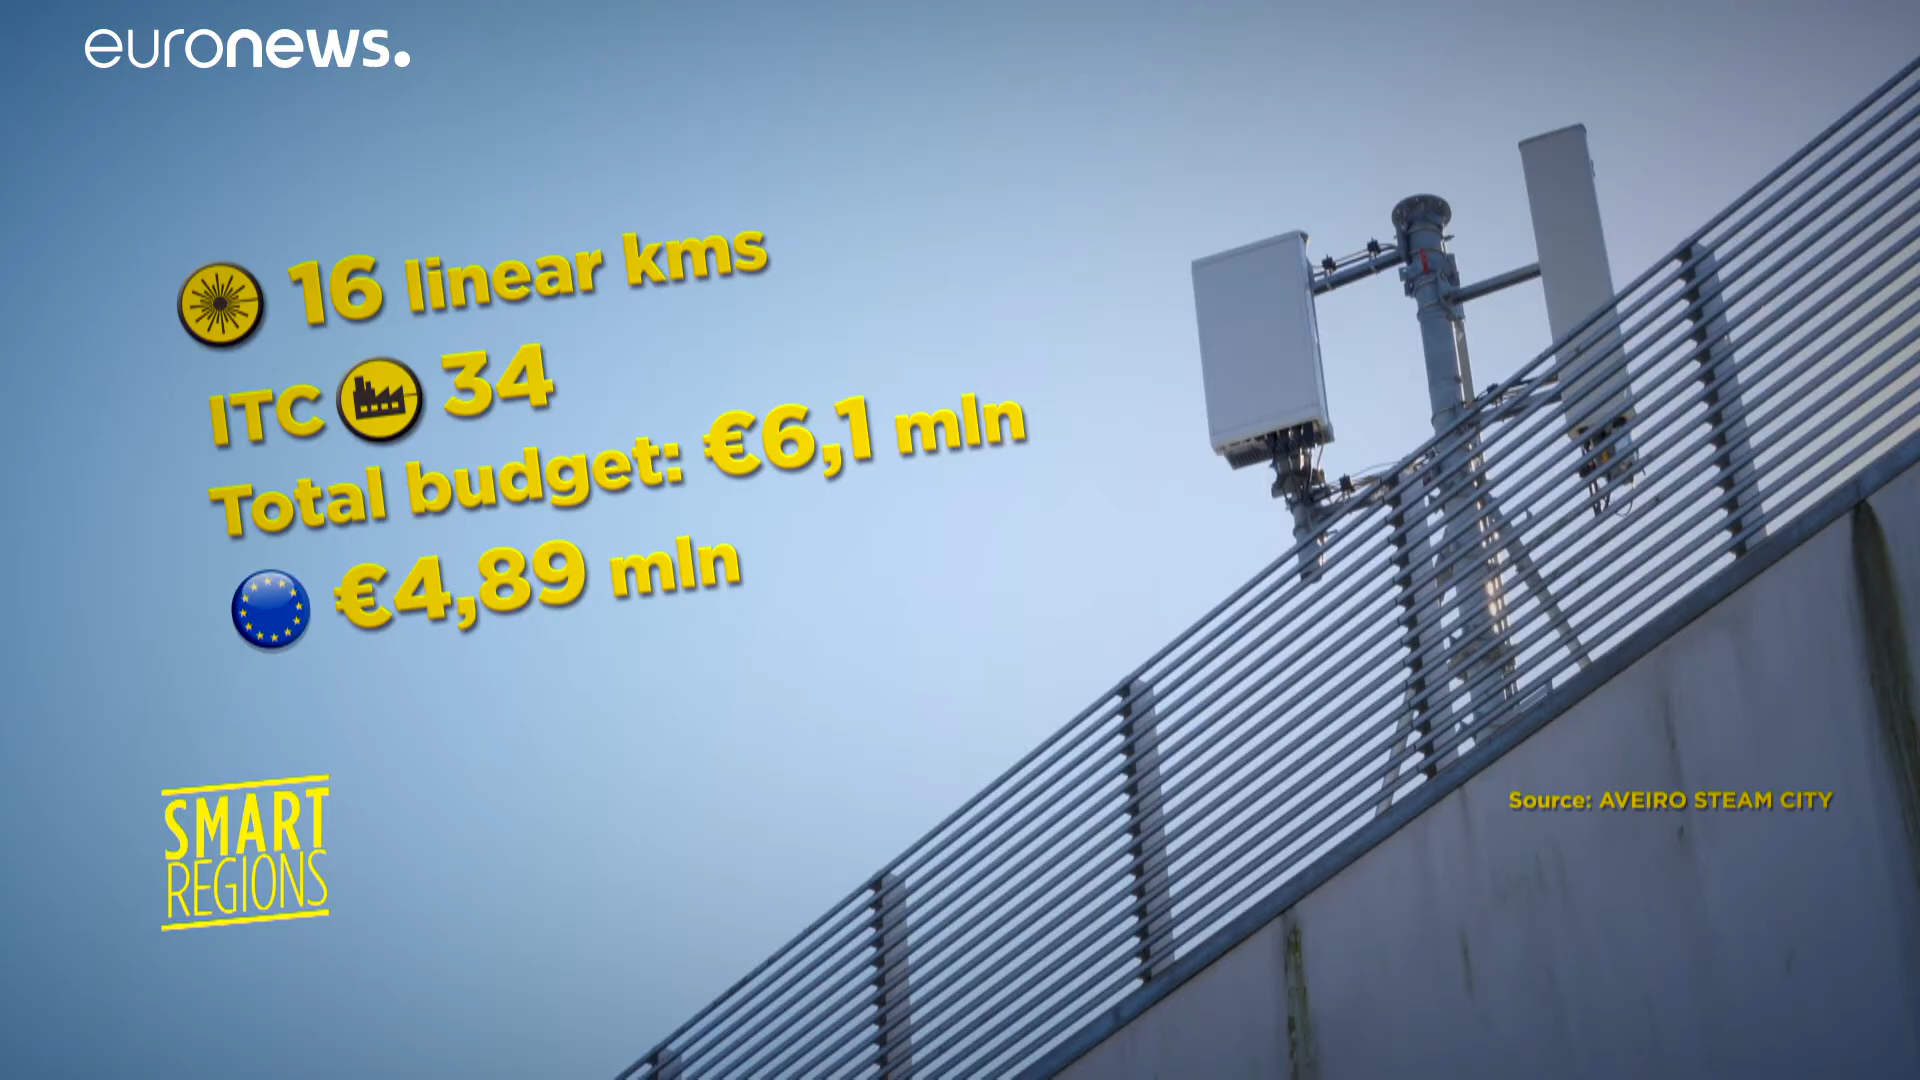 euronews.
16 linear kms
ITC 34
Total budget: €6,1 mln
€4,89 mln
SMART
REGIONS
Source: AVEIRO STEAM CITY